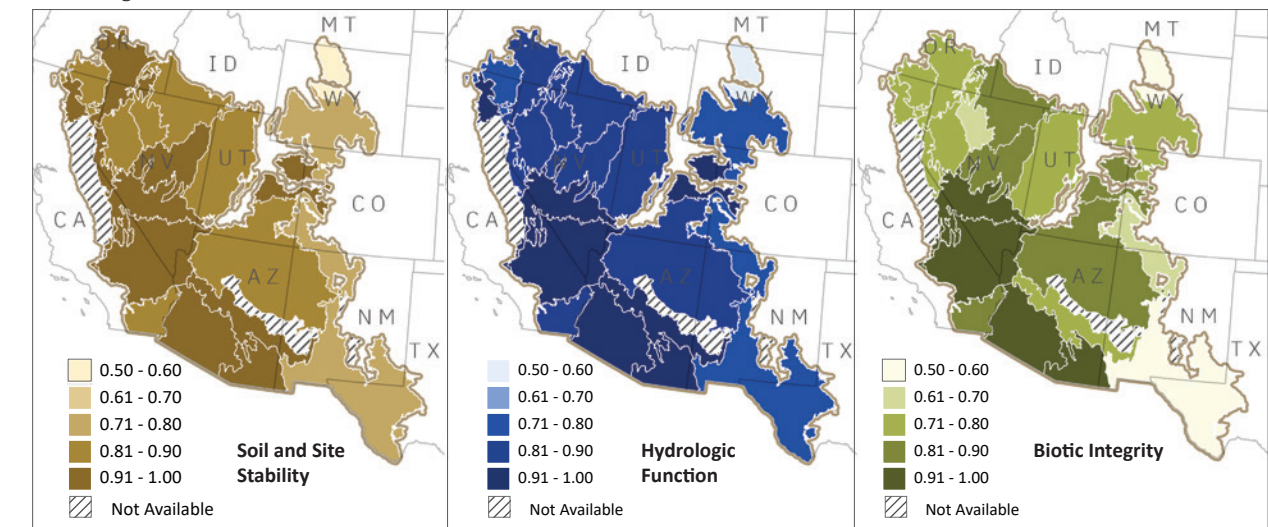 MT
OR
ID
WY
NV
UT
CO
CA
AZ
NM
TX
0.50 - 0.60
0.61 - 0.70
0.71 - 0.80
0.81 - 0.90
0.91 - 1.00
Not Available
Soil and Site
Stability
MT
ID
WY
NV
UT
CO
CA
AZ
NM
TX
0.50 - 0.60
0.61 - 0.70
0.71 - 0.80
0.81 - 0.90
0.91 - 1.00
Not Available
Hydrologic
Function
MT
OR
ID
WY
NV
UT
CO
CA
AZ
NM
TX
0.50 - 0.60
0.61 - 0.70
0.71 - 0.80
0.81 - 0.90
0.91 - 1.00
Not Available
Biotic Integrity